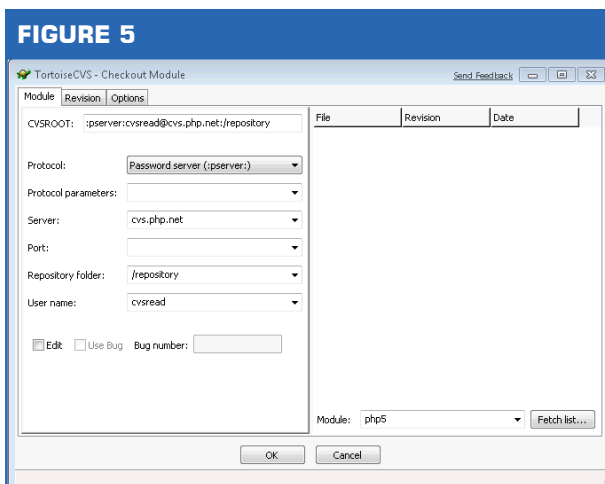 FIGURE 5
TortoiseCVS - Checkout Module
Send Feedback
Module Revision Options
CVSROOT: :pserver:cvsread@cvs.php.net:/repository
Protocol: Password server (:pserver:)
Protocol parameters:
Server: cvs.php.net
Port:
Repository folder: /repository
User name: cvsread
Edit Use Bug Bug number:
File Revision Date
Module: php5 Fetch list...
OK Cancel